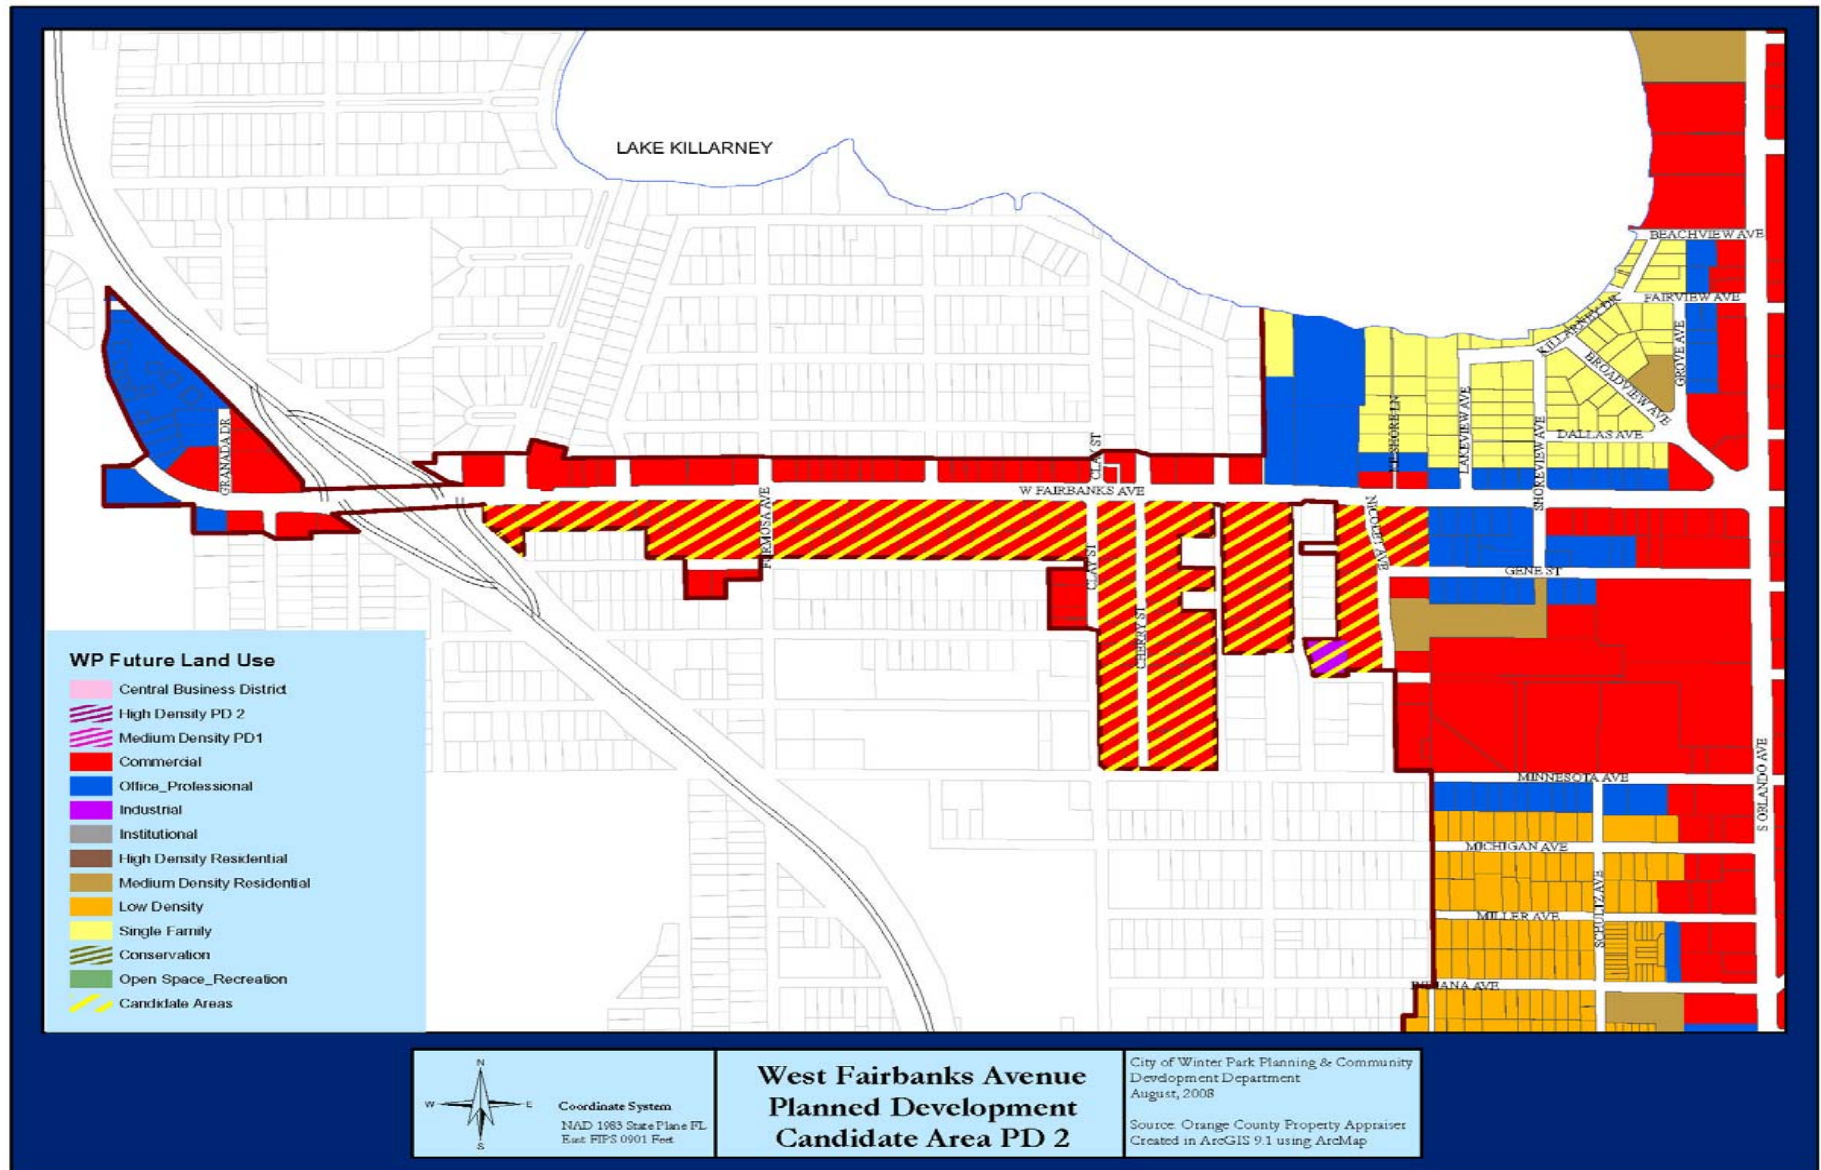 LAKE KILLARNEY
BEACHVIEW AVE
FAIRVIEW AVE
KILLARNEY DR
GROVE AVE
BROADVIEW AVE
DALLAS AVE
LAKEVIEW AVE
SHOREVIEW AVE
CLAY ST
GRANADA DR
W FAIRBANKS AVE
FORMOSA AVE
NICOLET AVE
CLAY ST
CHERRY ST
GENE ST
MINNESOTA AVE
S ORLANDO AVE
MICHIGAN AVE
SCHULTZ AVE
MILLER AVE
WP Future Land Use
Central Business District
High Density PD 2
Medium Density PD1
Commercial
Office_Professional
Industrial
Institutional
High Density Residential
Medium Density Residential
Low Density
Single Family
Conservation
Open Space_Recreation
Candidate Areas
N
W E
S
Coordinate System
NAD 1983 State Plane FL
East FIPS 0901 Feet
West Fairbanks Avenue
Planned Development
Candidate Area PD 2
City of Winter Park Planning & Community
Development Department
August, 2008
Source: Orange County Property Appraiser
Created in ArcGIS 9.1 using ArcMap